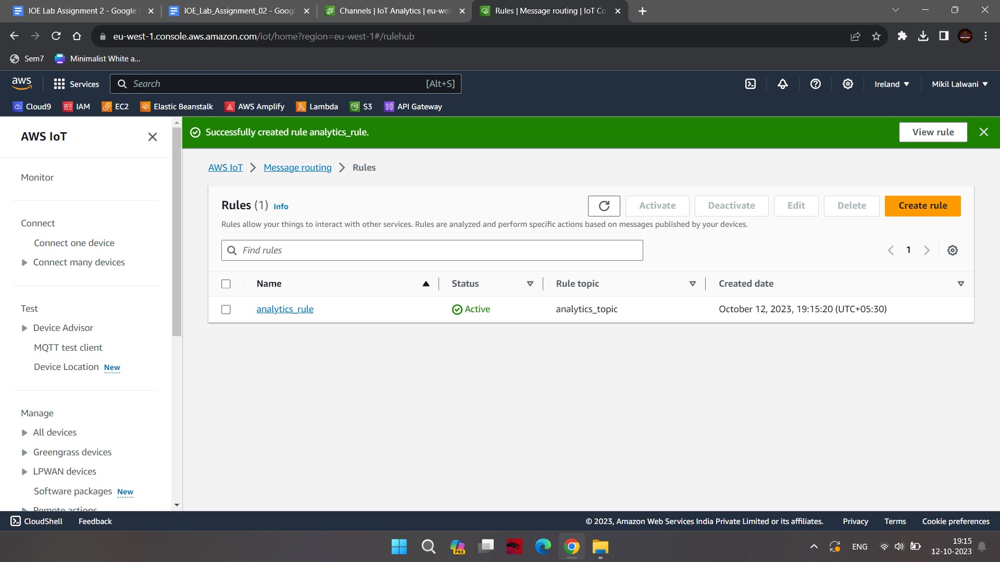 IOE Lab Assignment 2 - Google
IOE_Lab_Assignment_02 - Goog
Channels | IoT Analytics | eu-wes
Rules | Message routing | IoT Co
eu-west-1.console.aws.amazon.com/iot/home?region=eu-west-1#/rulehub
Sem7
Minimalist White a...
aws
Services
Search
[Alt+S]
Ireland
Mikil Lalwani
Cloud9
IAM
EC2
Elastic Beanstalk
AWS Amplify
Lambda
S3
API Gateway
AWS IoT
Monitor
Connect
Connect one device
Connect many devices
Test
Device Advisor
MQTT test client
Device Location New
Manage
All devices
Greengrass devices
LPWAN devices
Software packages New
Remote actions
Successfully created rule analytics_rule.
View rule
AWS IoT
Message routing
Rules
Rules (1) Info
Activate
Deactivate
Edit
Delete
Create rule
Rules allow your things to interact with other services. Rules are analyzed and perform specific actions based on messages published by your devices.
Find rules
1
Name
Status
Rule topic
Created date
analytics_rule
Active
analytics_topic
October 12, 2023, 19:15:20 (UTC+05:30)
CloudShell
Feedback
© 2023, Amazon Web Services India Private Limited or its affiliates.
Privacy
Terms
Cookie preferences
PRE
ENG
19:15
12-10-2023